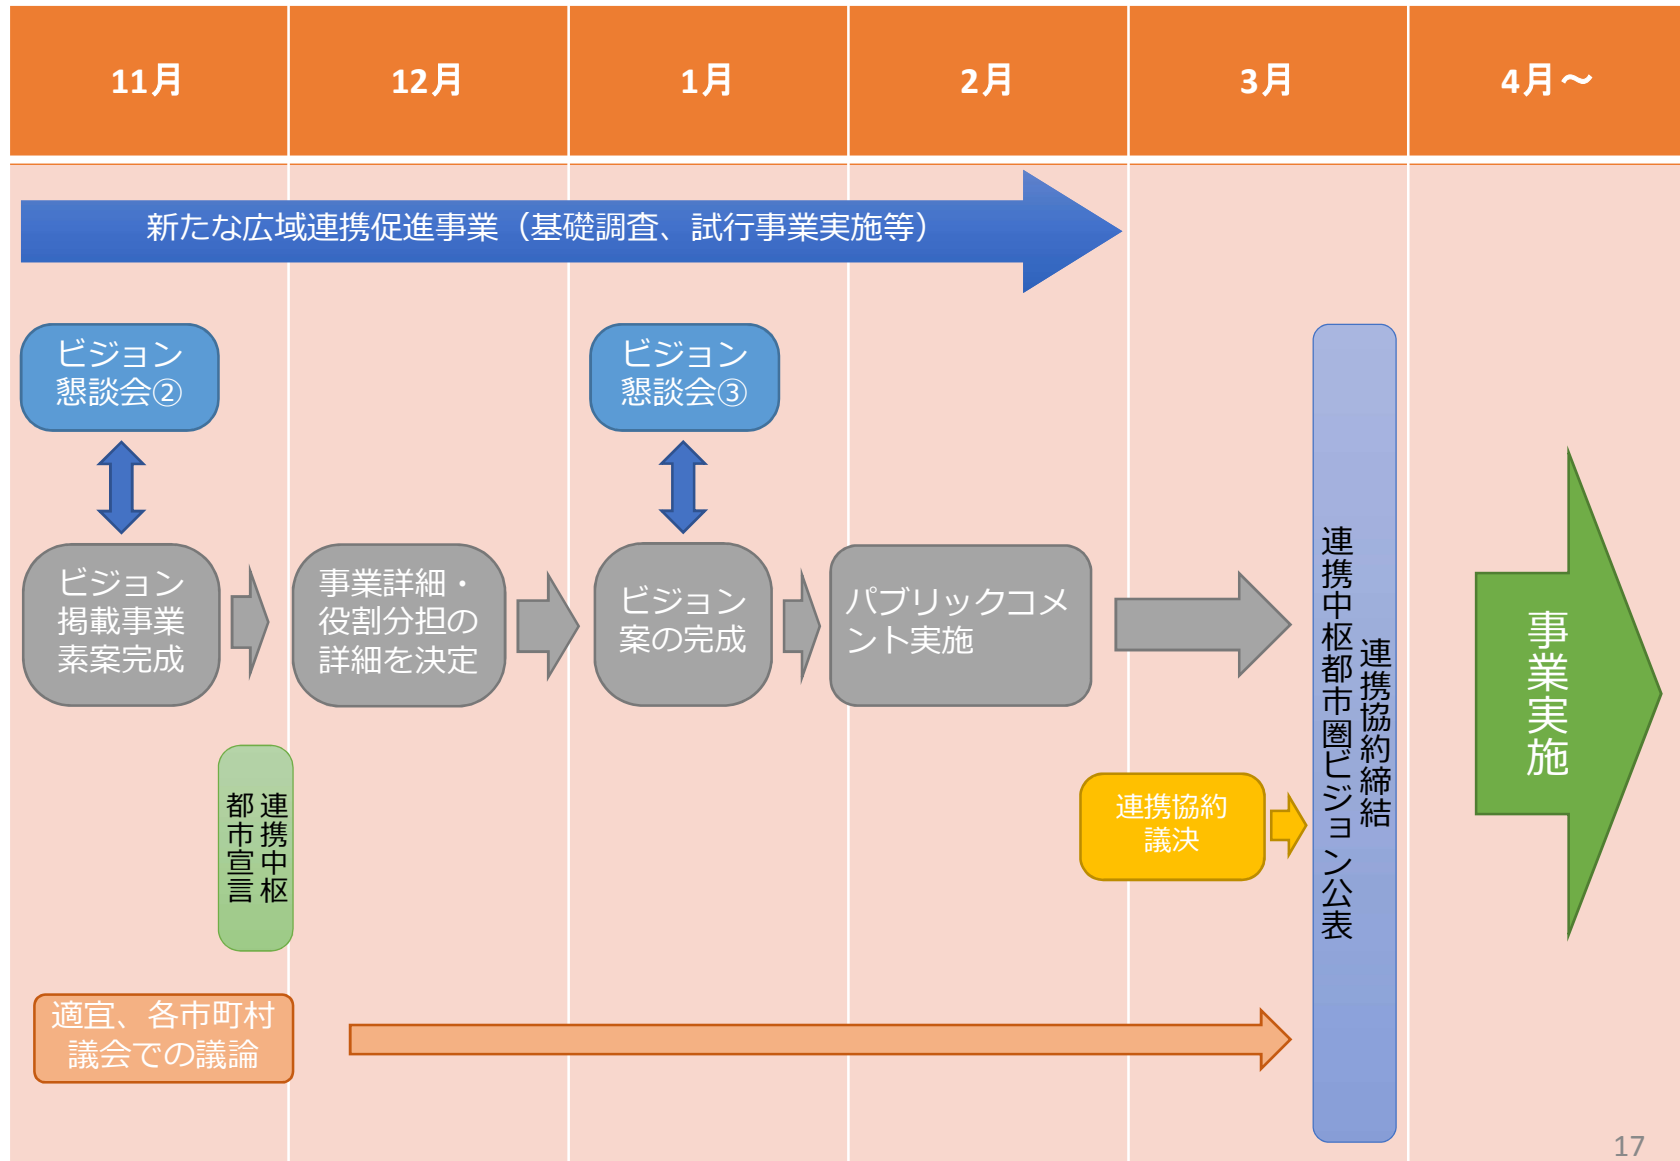 11月
12月
1月
2月
3月
4月～
新たな広域連携促進事業（基礎調査、試行事業実施等）
ビジョン
懇談会②
ビジョン
懇談会③
ビジョン
掲載事業
素案完成
事業詳細・
役割分担の
詳細を決定
ビジョン
案の完成
パブリックコメ
ント実施
連携協約締結
連携中枢都市圏ビジョン公表
事業実施
連携中枢
都市宣言
連携協約
議決
適宜、各市町村
議会での議論
17